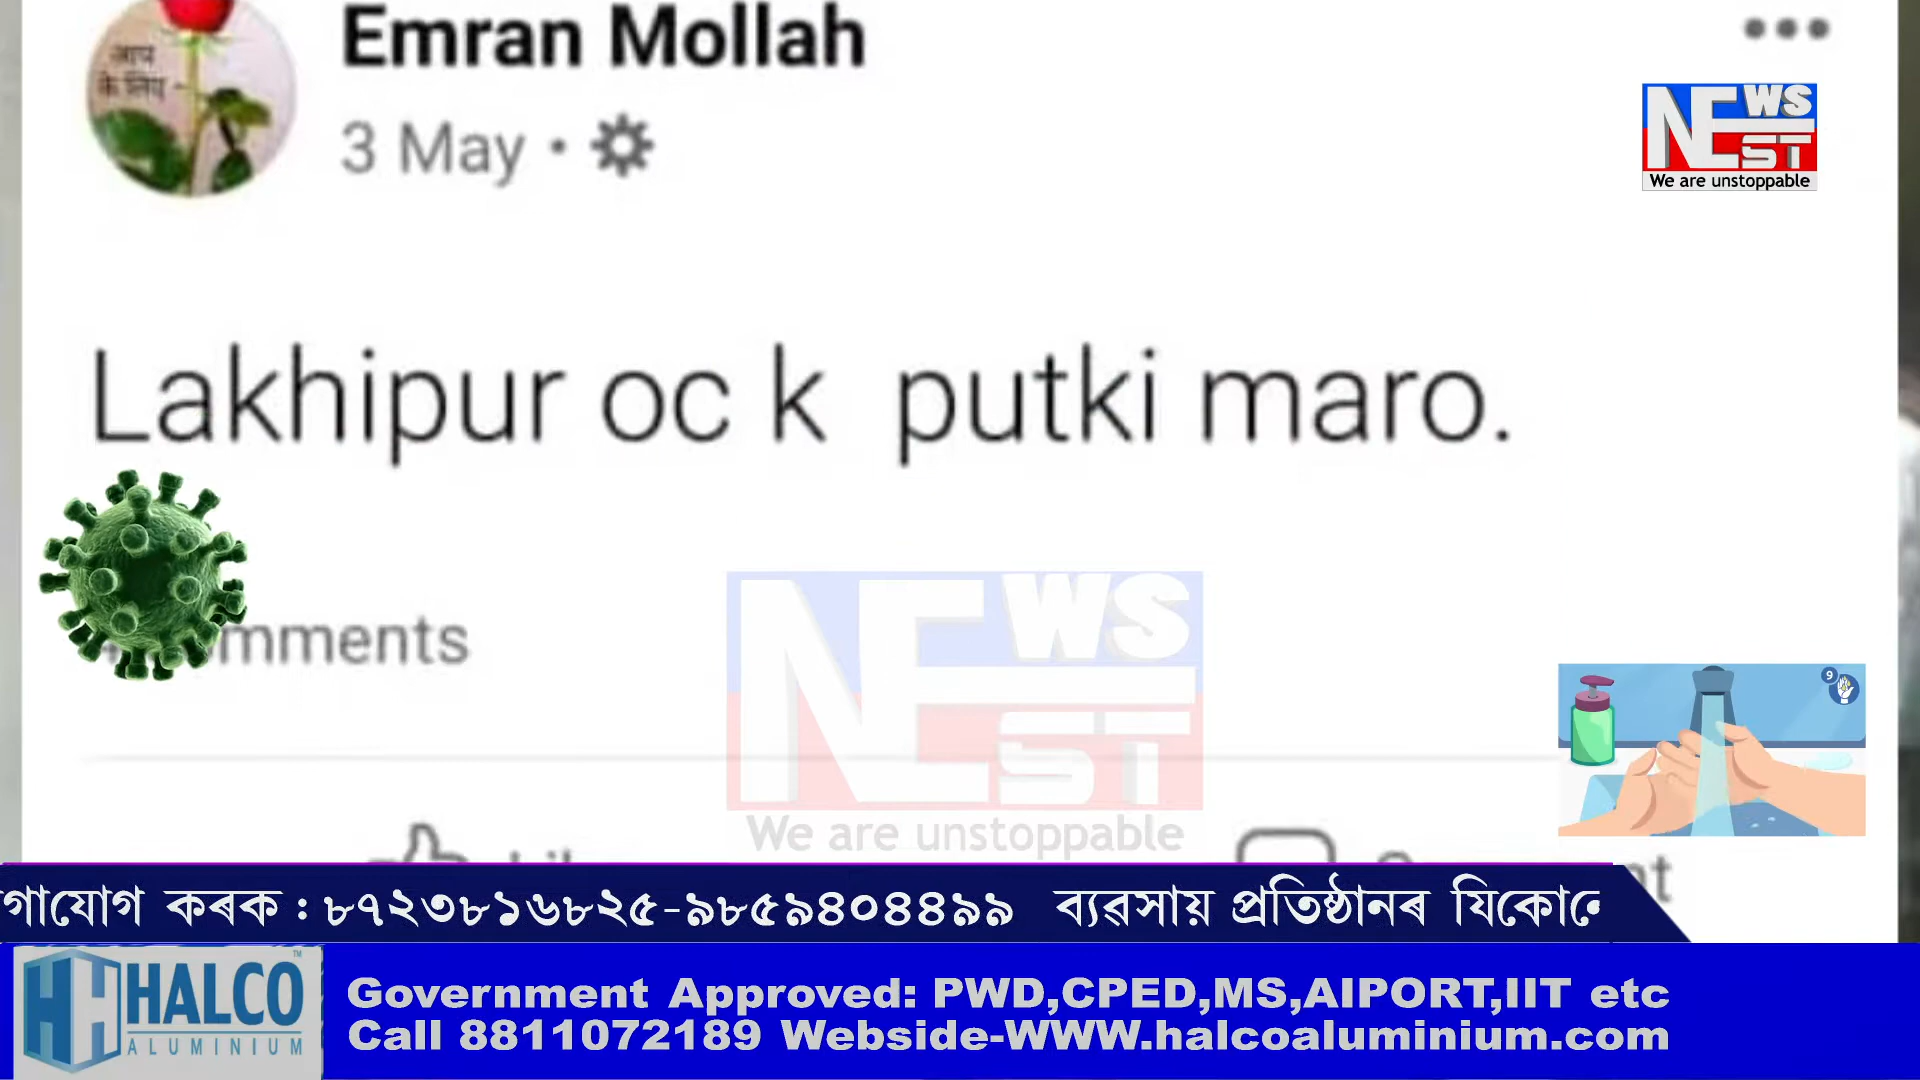 आप
के लिए
Emran Mollah
3 May
NEWS
EST
We are unstoppable
Lakhipur oc k putki maro.
mments
NEWS
EST
We are unstoppable
9
গাযোগ কৰক : ৮৭২৩৮১৬৮২৫-৯৮৫৯৪০৪৪৯৯ ব্যৱসায় প্ৰতিষ্ঠানৰ যিকোনো
HALCO
ALUMINIUM
Government Approved: PWD,CPED,MS,AIPORT,IIT etc
Call 8811072189 Webside-WWW.halcoaluminium.com